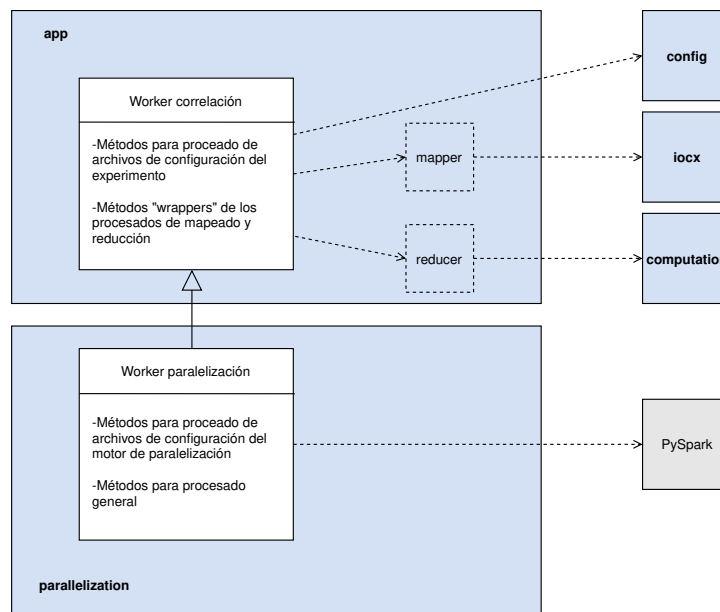 app
Worker correlación
-Métodos para proceado de
archivos de configuración del
experimento
-Métodos "wrappers" de los
procesados de mapeado y
reducción
mapper
reducer
config
iocx
computatio
Worker paralelización
-Métodos para proceado de
archivos de configuración del
motor de paralelización
-Métodos para procesado
general
PySpark
parallelization